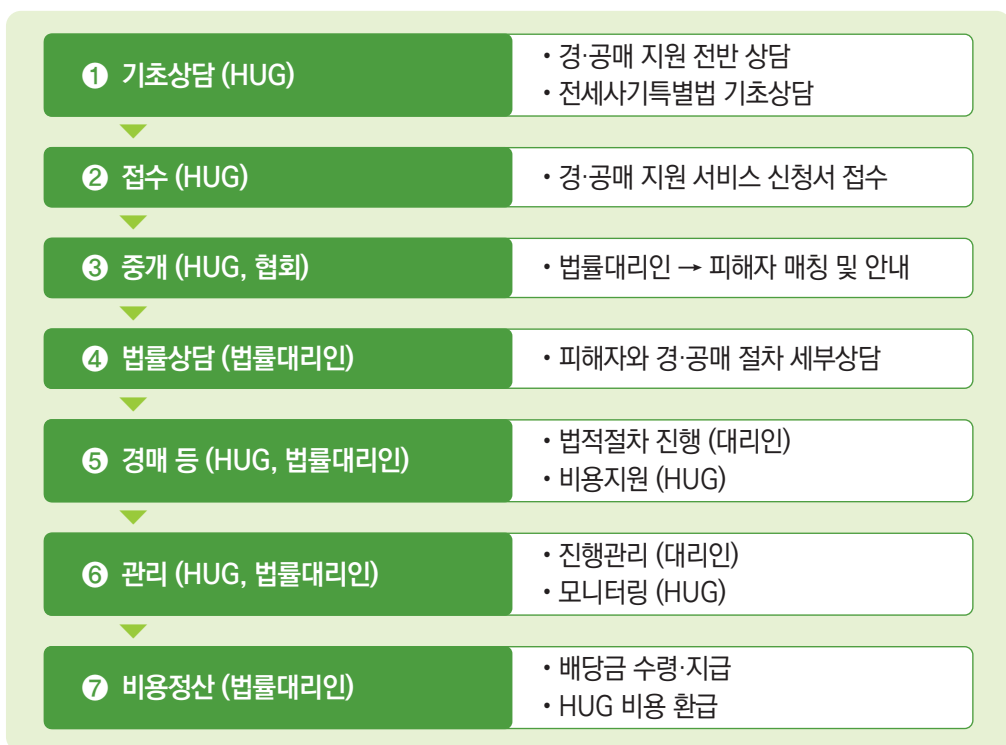 ❶ 기초상담 (HUG)
• 경·공매 지원 전반 상담
• 전세사기특별법 기초상담
❷ 접수 (HUG)
• 경·공매 지원 서비스 신청서 접수
❸ 중개 (HUG, 협회)
• 법률대리인 → 피해자 매칭 및 안내
❹ 법률상담 (법률대리인)
• 피해자와 경·공매 절차 세부상담
❺ 경매 등 (HUG, 법률대리인)
• 법적절차 진행 (대리인)
• 비용지원 (HUG)
❻ 관리 (HUG, 법률대리인)
• 진행관리 (대리인)
• 모니터링 (HUG)
❼ 비용정산 (법률대리인)
• 배당금 수령·지급
• HUG 비용 환급